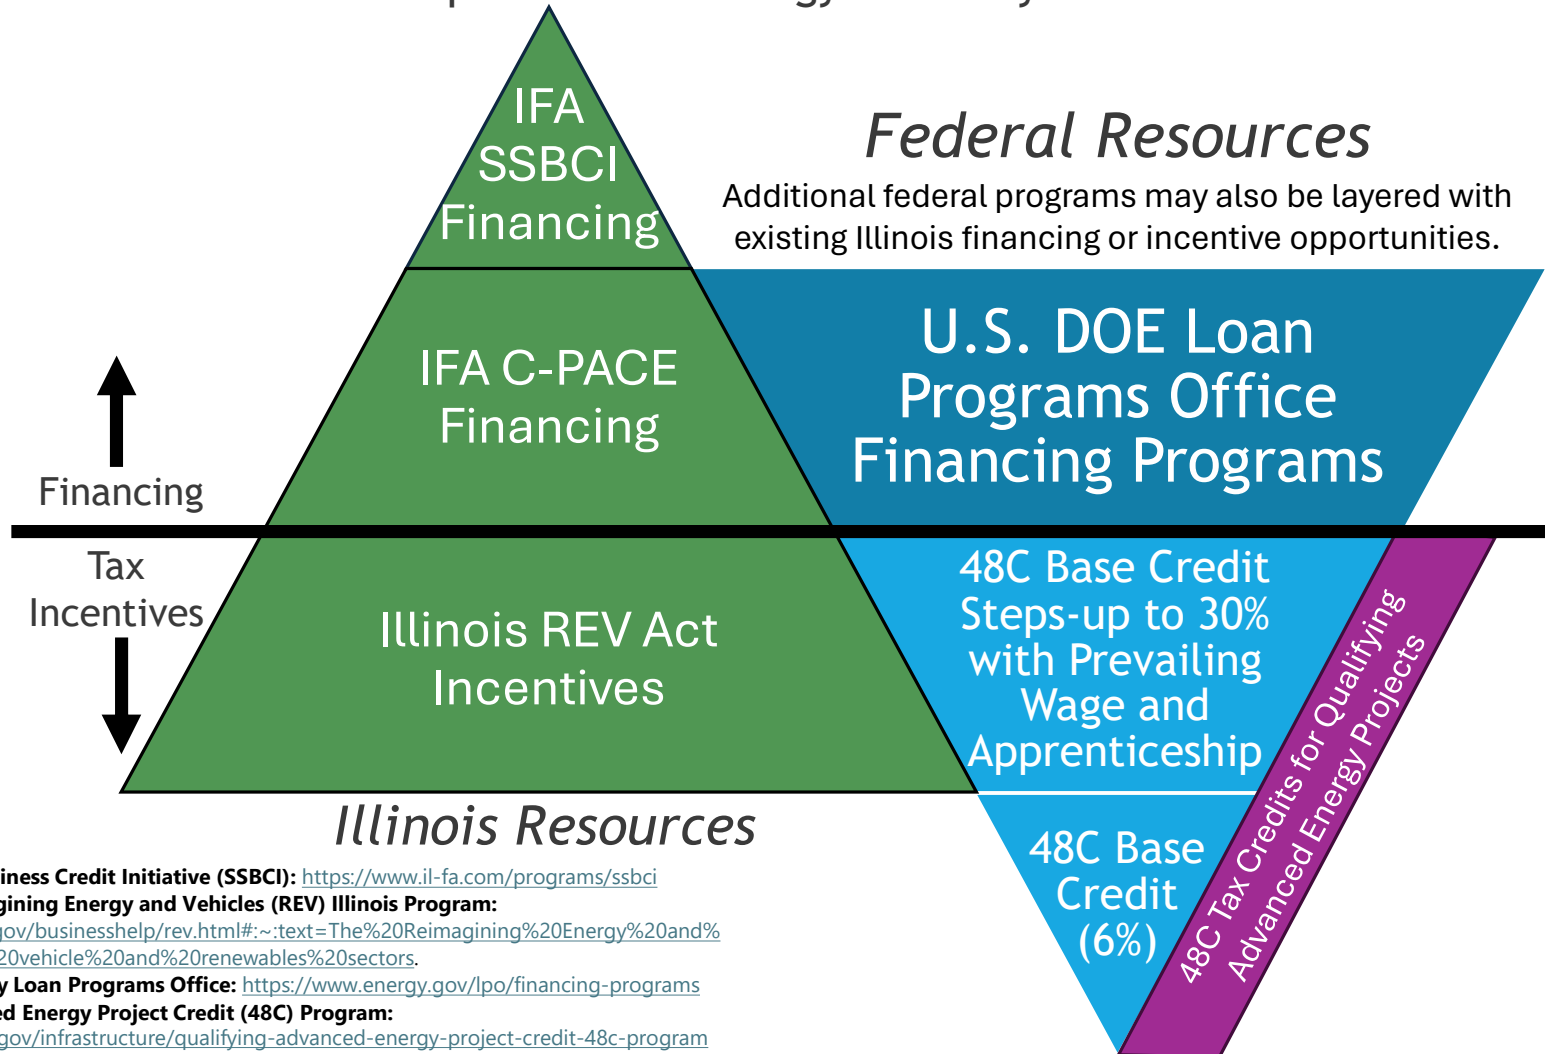 IFA
SSBCI
Financing
Federal Resources
Additional federal programs may also be layered with
existing Illinois financing or incentive opportunities.
IFA C-PACE
Financing
U.S. DOE Loan
Programs Office
Financing Programs
Financing
Tax
Incentives
Illinois REV Act
Incentives
48C Base Credit
Steps-up to 30%
with Prevailing
Wage and
Apprenticeship
48C Base
Credit
(6%)
48C Tax Credits for Qualifying
Advanced Energy Projects
Illinois Resources
iness Credit Initiative (SSBCI): https://www.il-fa.com/programs/ssbci
gining Energy and Vehicles (REV) Illinois Program:
gov/businesshelp/rev.html#:~:text=The%20Reimagining%20Energy%20and%
20vehicle%20and%20renewables%20sectors.
y Loan Programs Office: https://www.energy.gov/lpo/financing-programs
ed Energy Project Credit (48C) Program:
gov/infrastructure/qualifying-advanced-energy-project-credit-48c-program